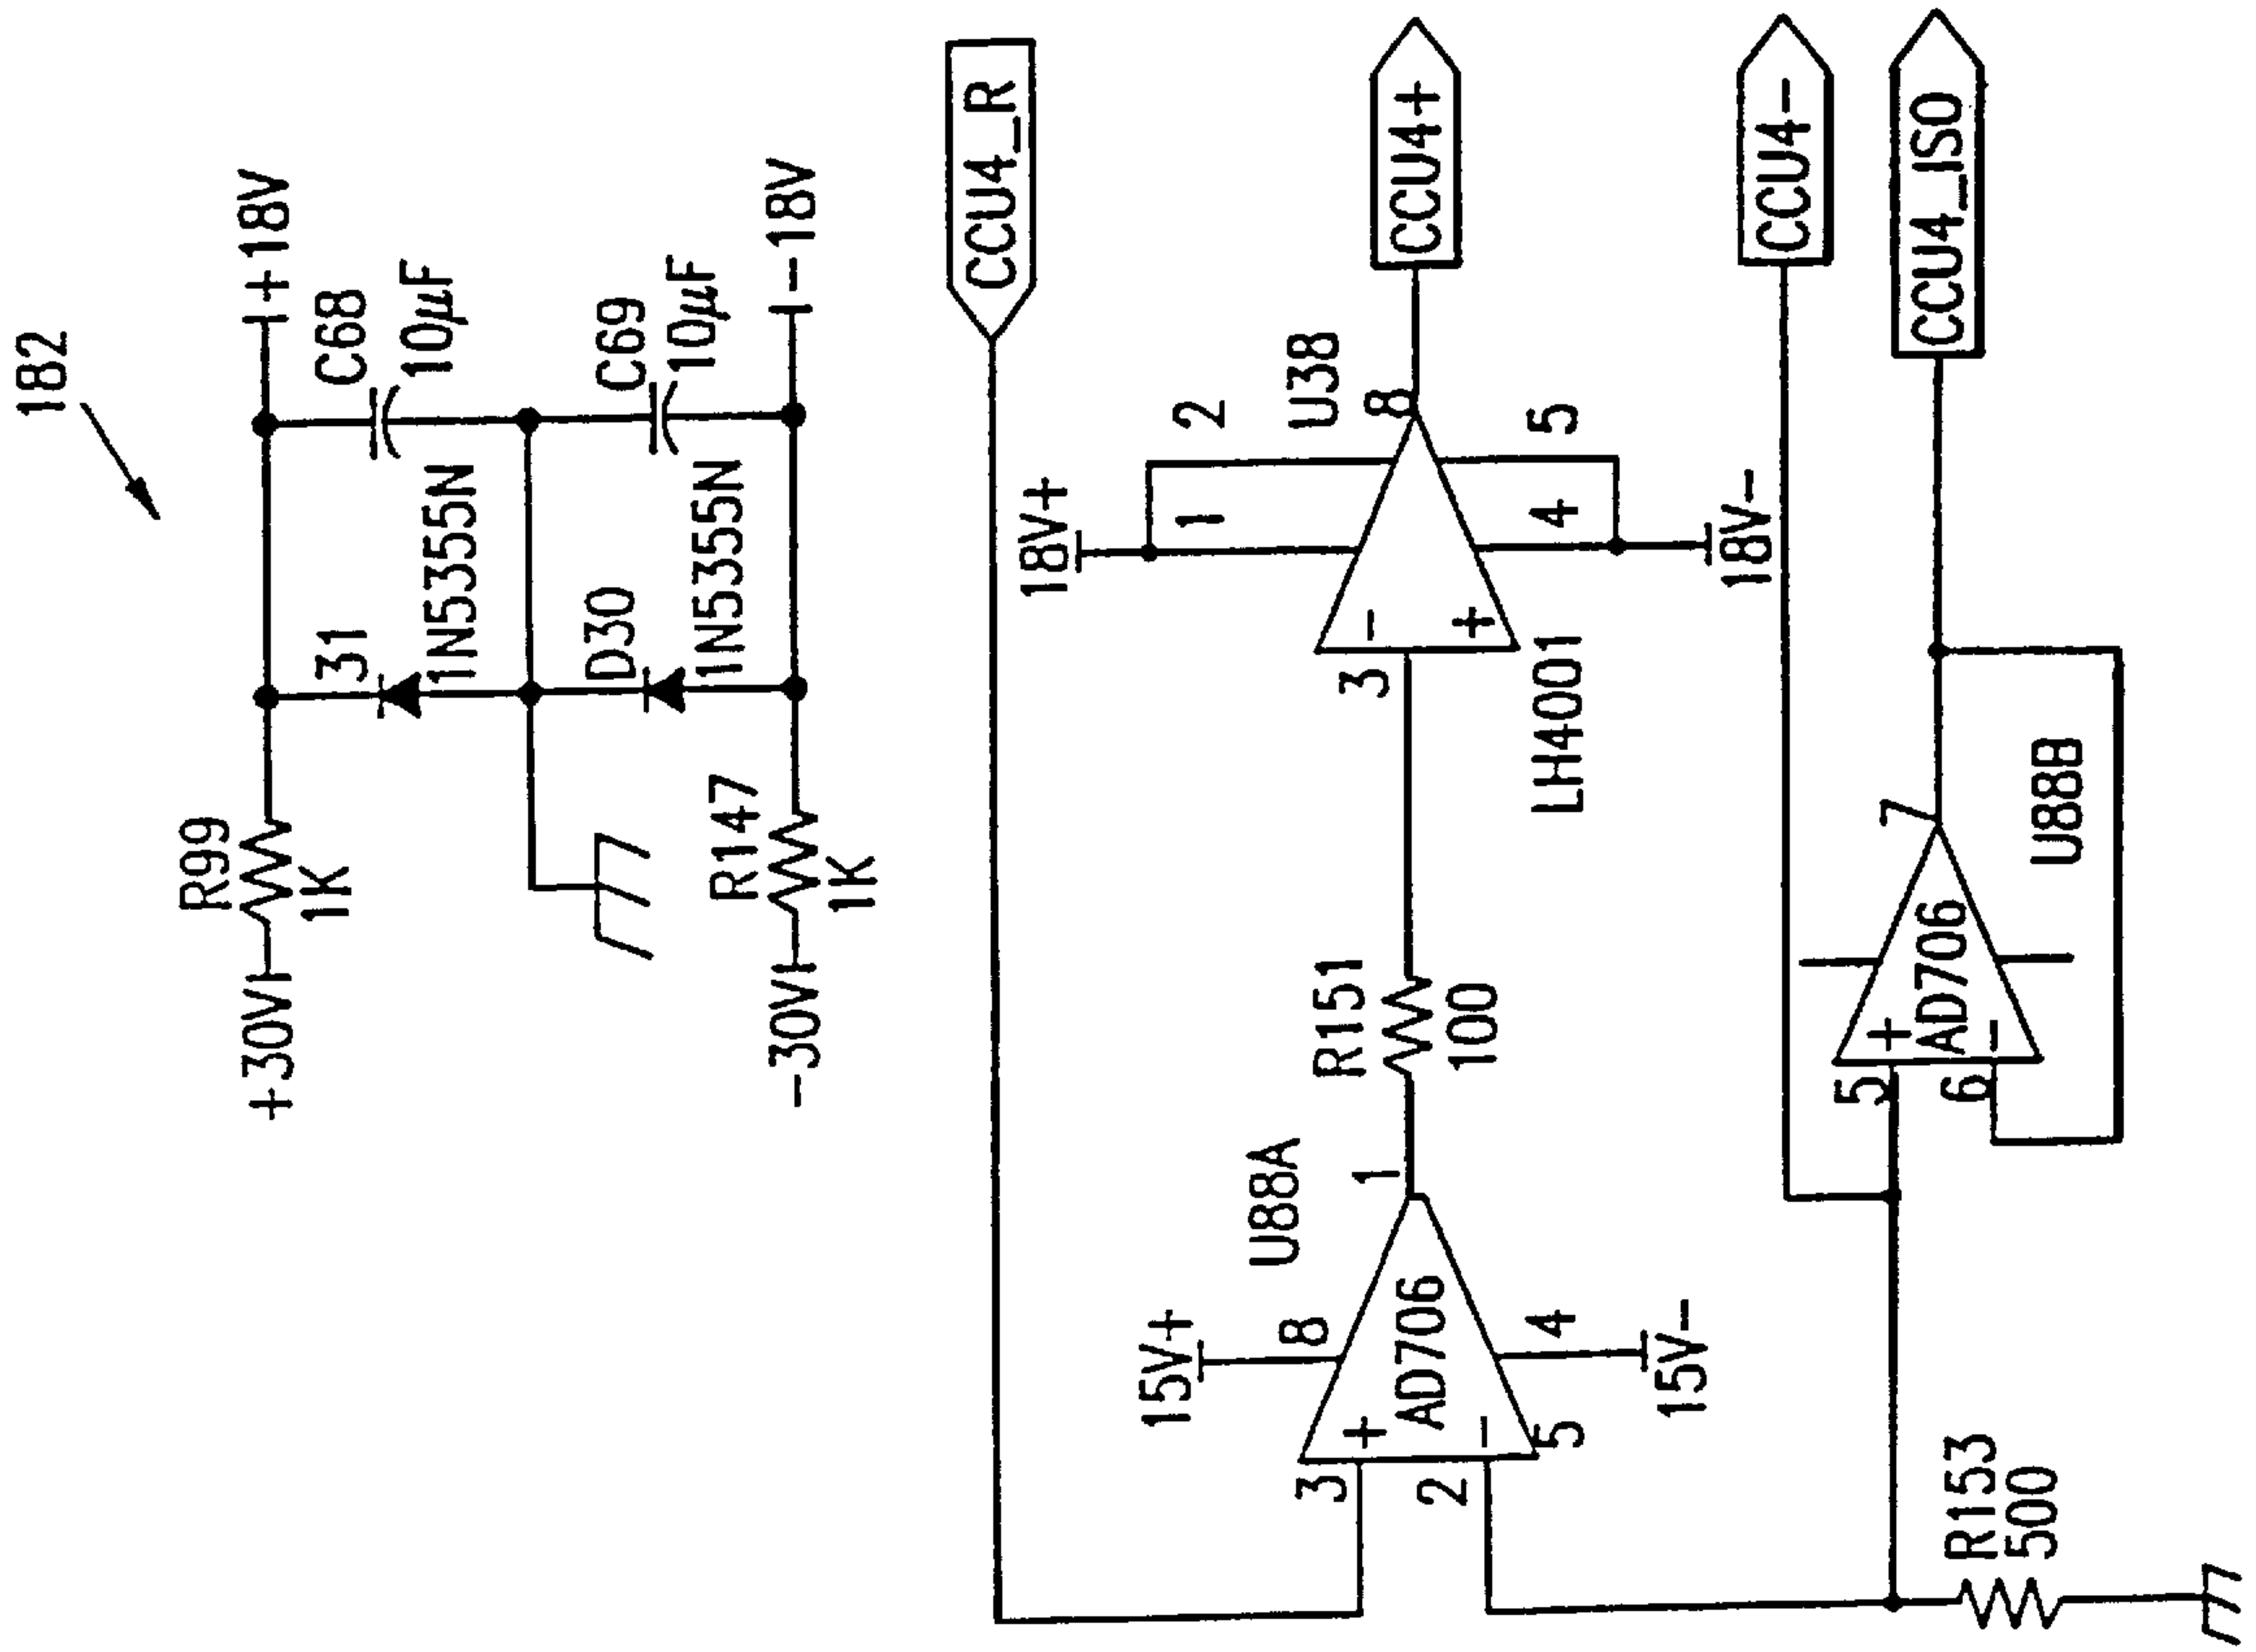 182
R99
+30V
1K
+18V
31
1N5355N
C68
10µF
D30
1N5355N
C69
10µF
R147
-30V
1K
-18V
CCU4_R
U88A
15V+
8
3
+
AD706
1
2
-
5
4
15V-
R151
100
18V+
1
2
U38
3
-
+
8
CCU4+
LH4001
4
5
18V-
CCU4-
5
+
AD706
7
6
-
U88B
CCU4_ISO
R153
500